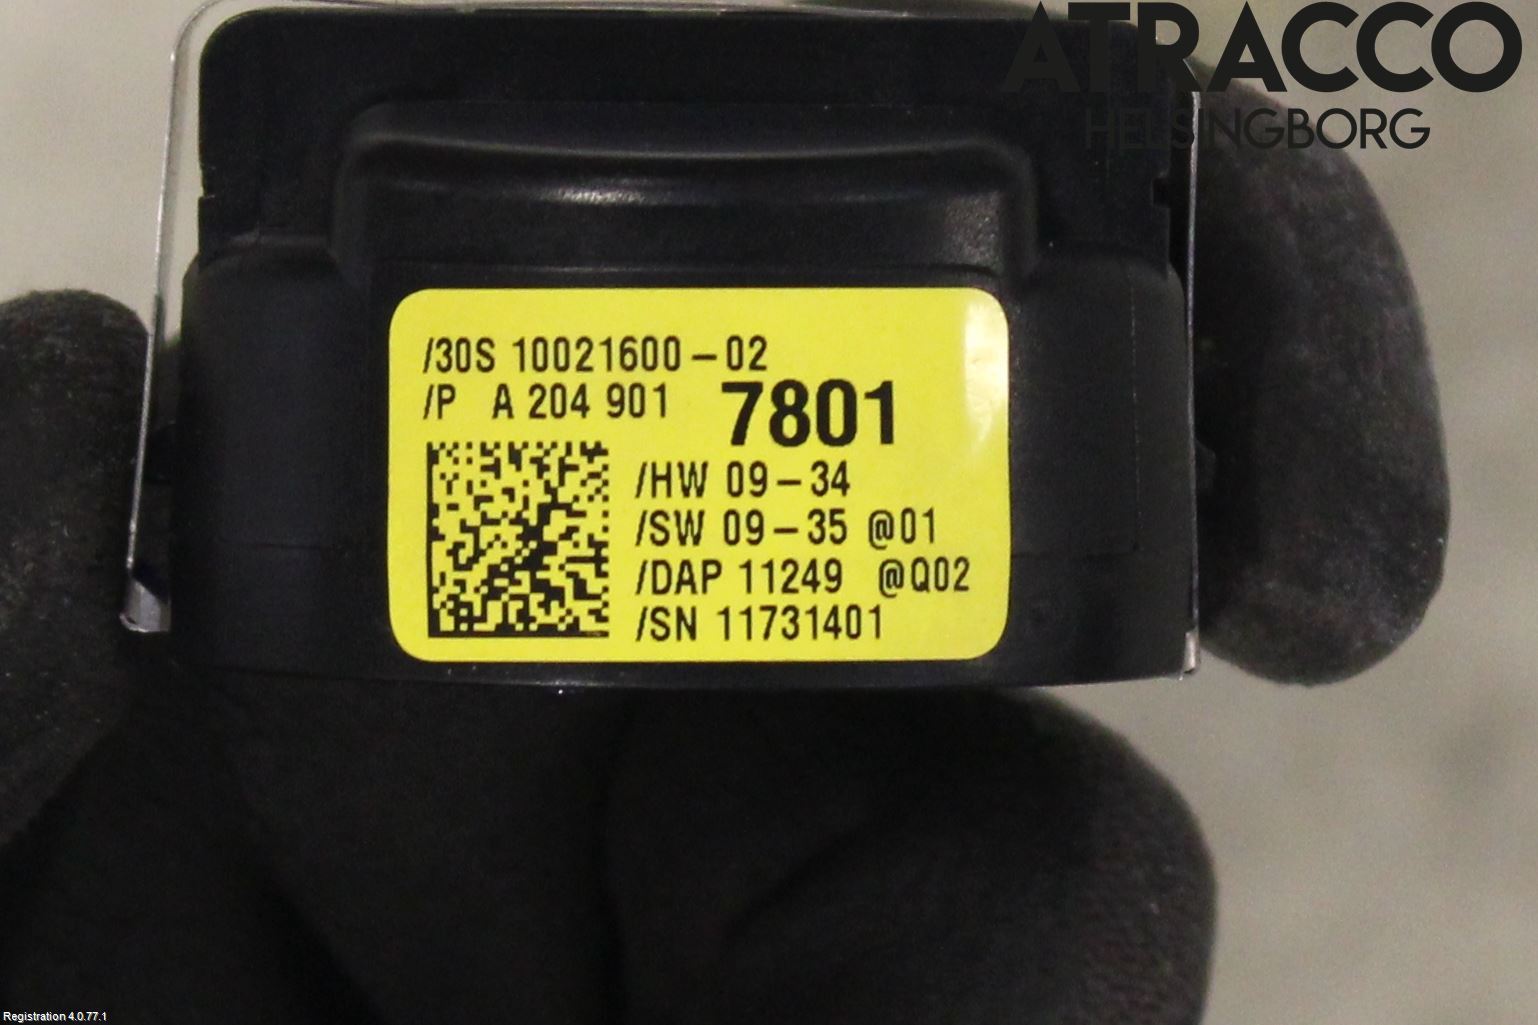 ATRACCO
HELSINGBORG
/30S 10021600-02
/P A 204 901 7801
/HW 09-34
/SW 09-35 @01
/DAP 11249 @Q02
/SN 11731401
Registration 4.0.77.1